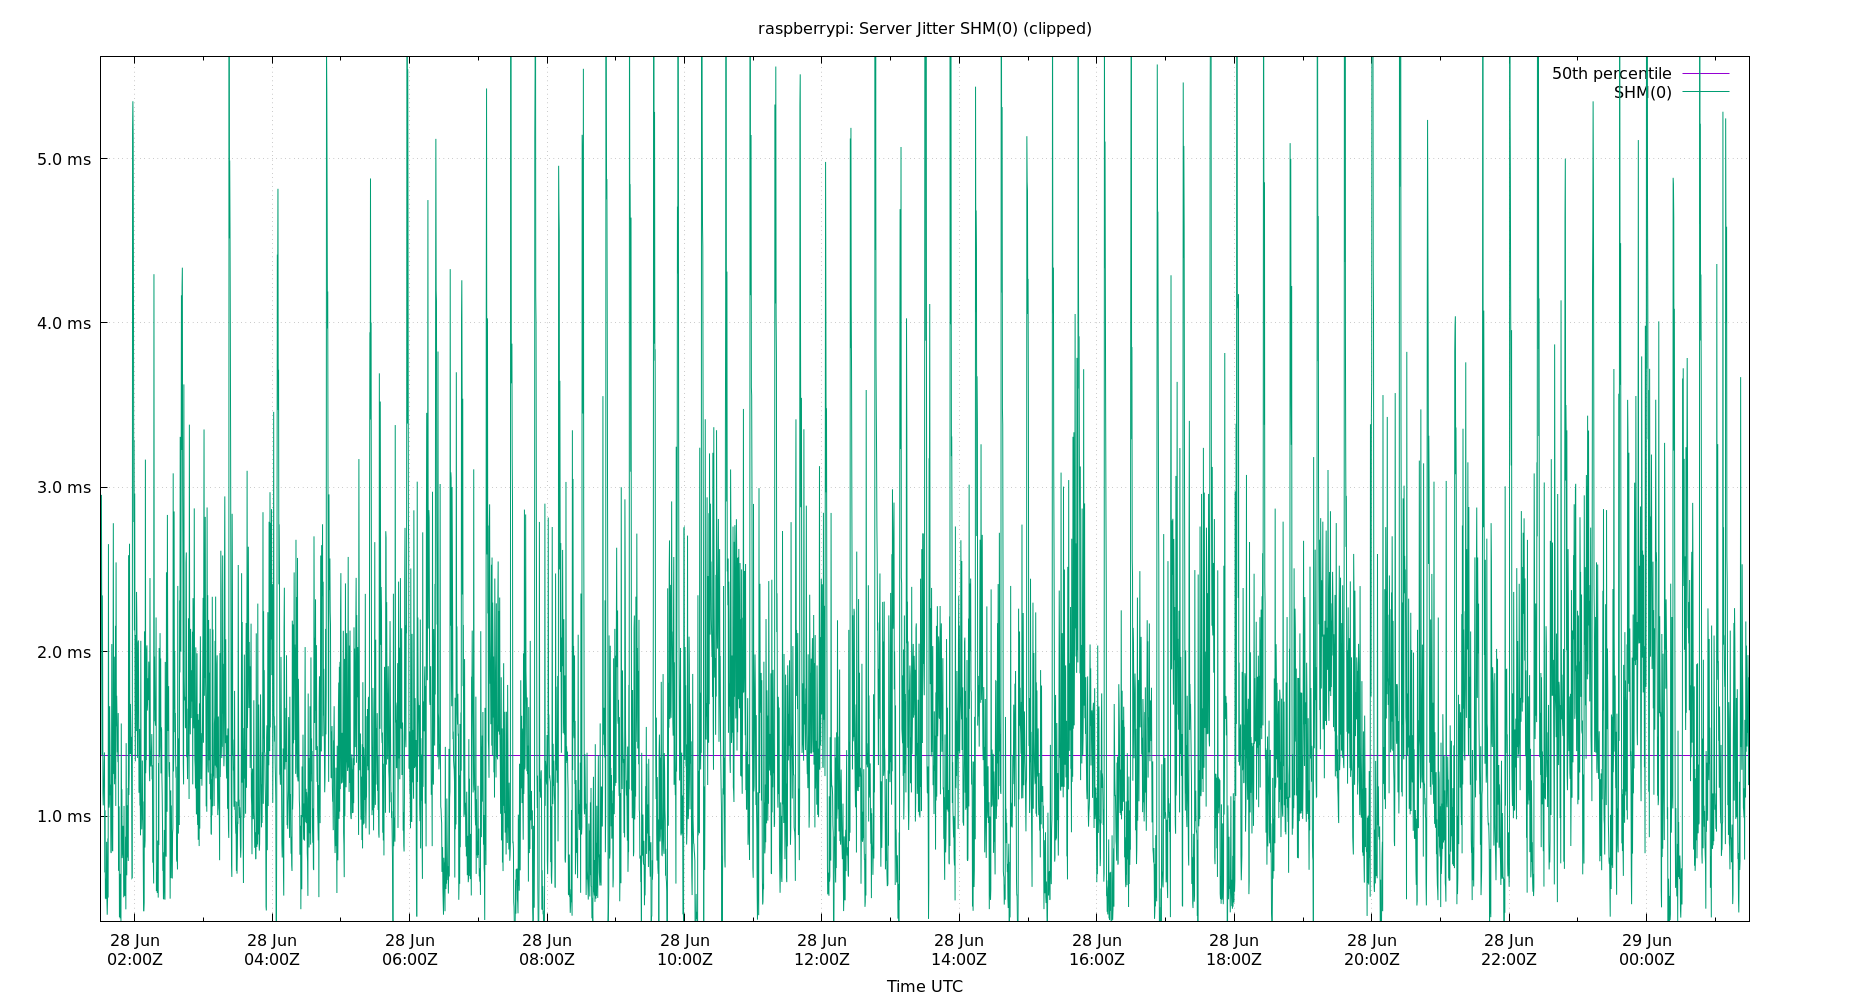 raspberrypi: Server Jitter SHM(0) (clipped)
50th percentile
SHM(0)
5.0 ms
4.0 ms
3.0 ms
2.0 ms
1.0 ms
28 Jun 28 Jun 28 Jun 28 Jun 28 Jun 28 Jun 28 Jun 28 Jun 28 Jun 28 Jun 28 Jun 29 Jun
02:00Z 04:00Z 06:00Z 08:00Z 10:00Z 12:00Z 14:00Z 16:00Z 18:00Z 20:00Z 22:00Z 00:00Z
Time UTC